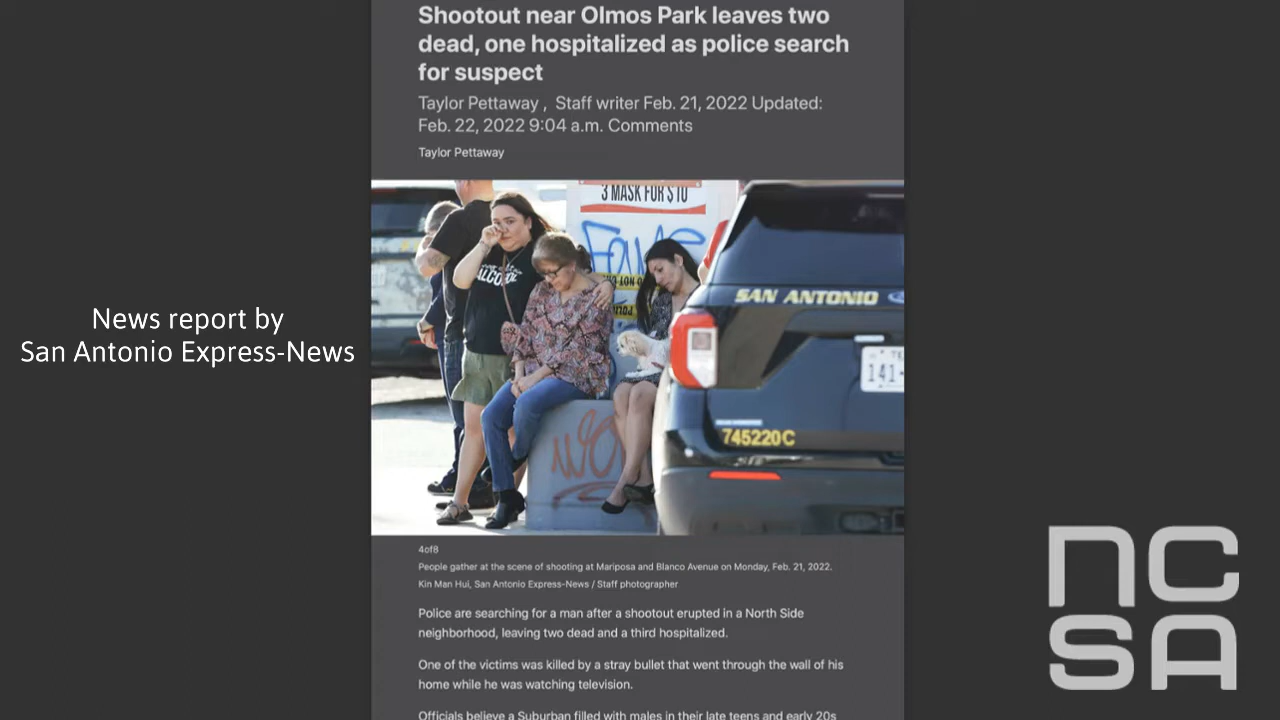 Shootout near Olmos Park leaves two
dead, one hospitalized as police search
for suspect
Taylor Pettaway , Staff writer Feb. 21, 2022 Updated:
Feb. 22, 2022 9:04 a.m. Comments
Taylor Pettaway
3 MASK FOR $10
ALCOHOL
SAN ANTONIO
141
745220C
News report by
San Antonio Express-News
4of8
People gather at the scene of shooting at Mariposa and Blanco Avenue on Monday, Feb. 21, 2022.
Kin Man Hui, San Antonio Express-News / Staff photographer
Police are searching for a man after a shootout erupted in a North Side
neighborhood, leaving two dead and a third hospitalized.
One of the victims was killed by a stray bullet that went through the wall of his
home while he was watching television.
Officials believe a Suburban filled with males in their late teens and early 20s
NC
SA